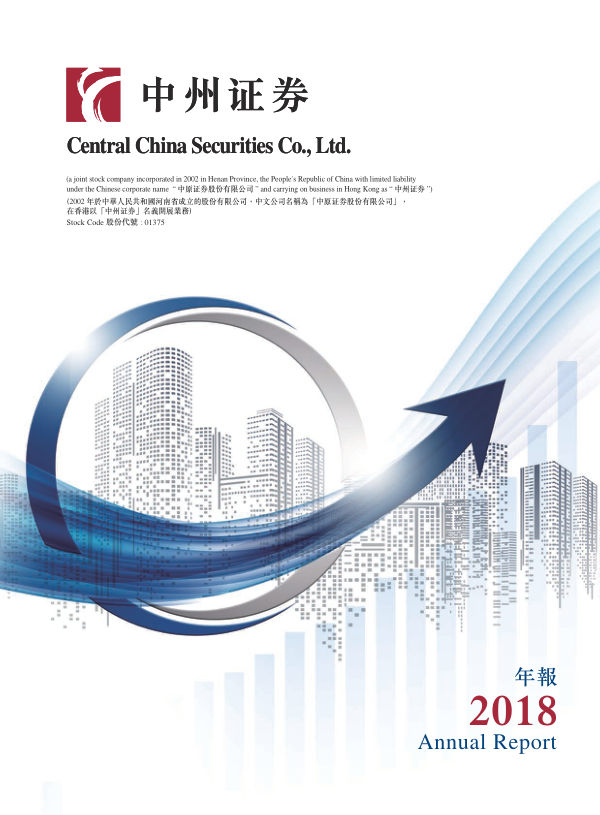 中州证券
Central China Securities Co., Ltd.
(a joint stock company incorporated in 2002 in Henan Province, the People's Republic of China with limited liability
under the Chinese corporate name “中原证券股份有限公司” and carrying on business in Hong Kong as “中州证券”)
(2002 年於中華人民共和國河南省成立的股份有限公司，中文公司名稱為「中原证券股份有限公司」，
在香港以「中州证券」名義開展業務)
Stock Code 股份代號 : 01375
年報
2018
Annual Report